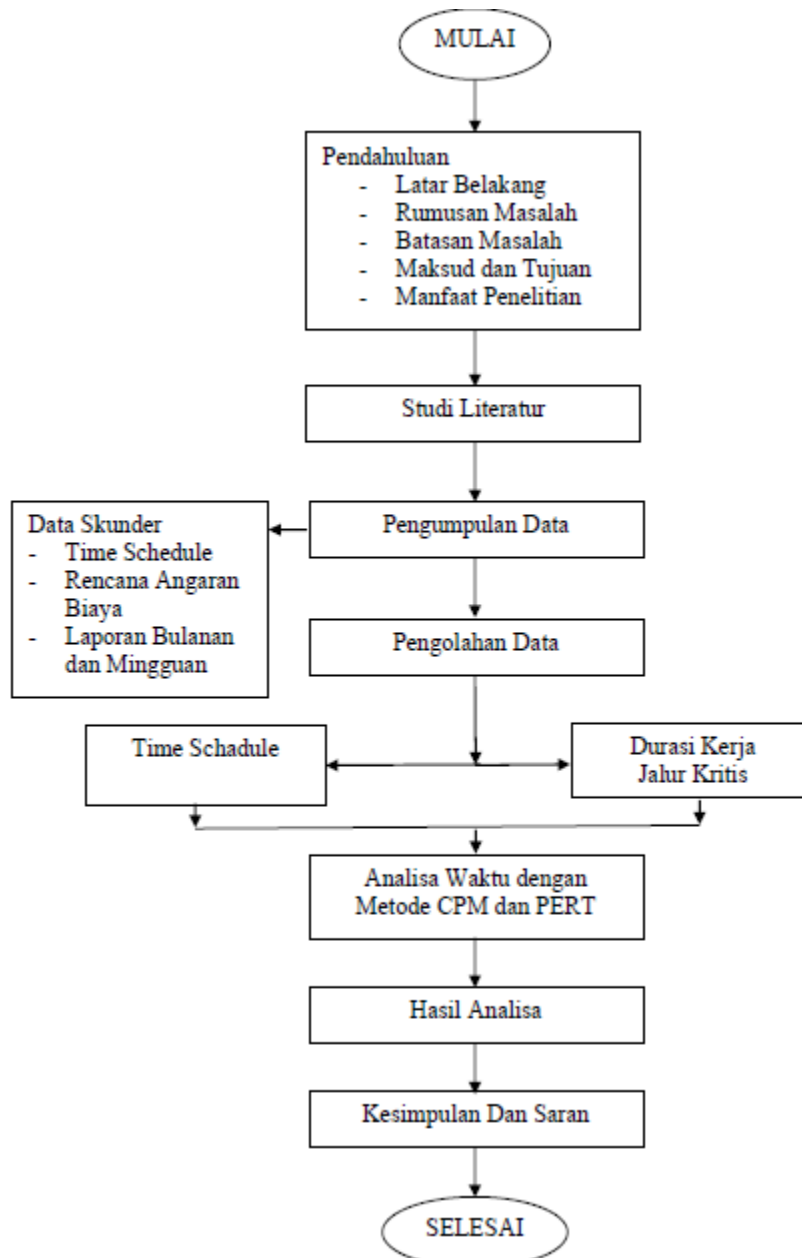 MULAI
Pendahuluan
- Latar Belakang
- Rumusan Masalah
- Batasan Masalah
- Maksud dan Tujuan
- Manfaat Penelitian
Studi Literatur
Pengumpulan Data
Data Skunder
- Time Schedule
- Rencana Angaran
Biaya
- Laporan Bulanan
dan Mingguan
Pengolahan Data
Time Schadule
Durasi Kerja
Jalur Kritis
Analisa Waktu dengan
Metode CPM dan PERT
Hasil Analisa
Kesimpulan Dan Saran
SELESAI